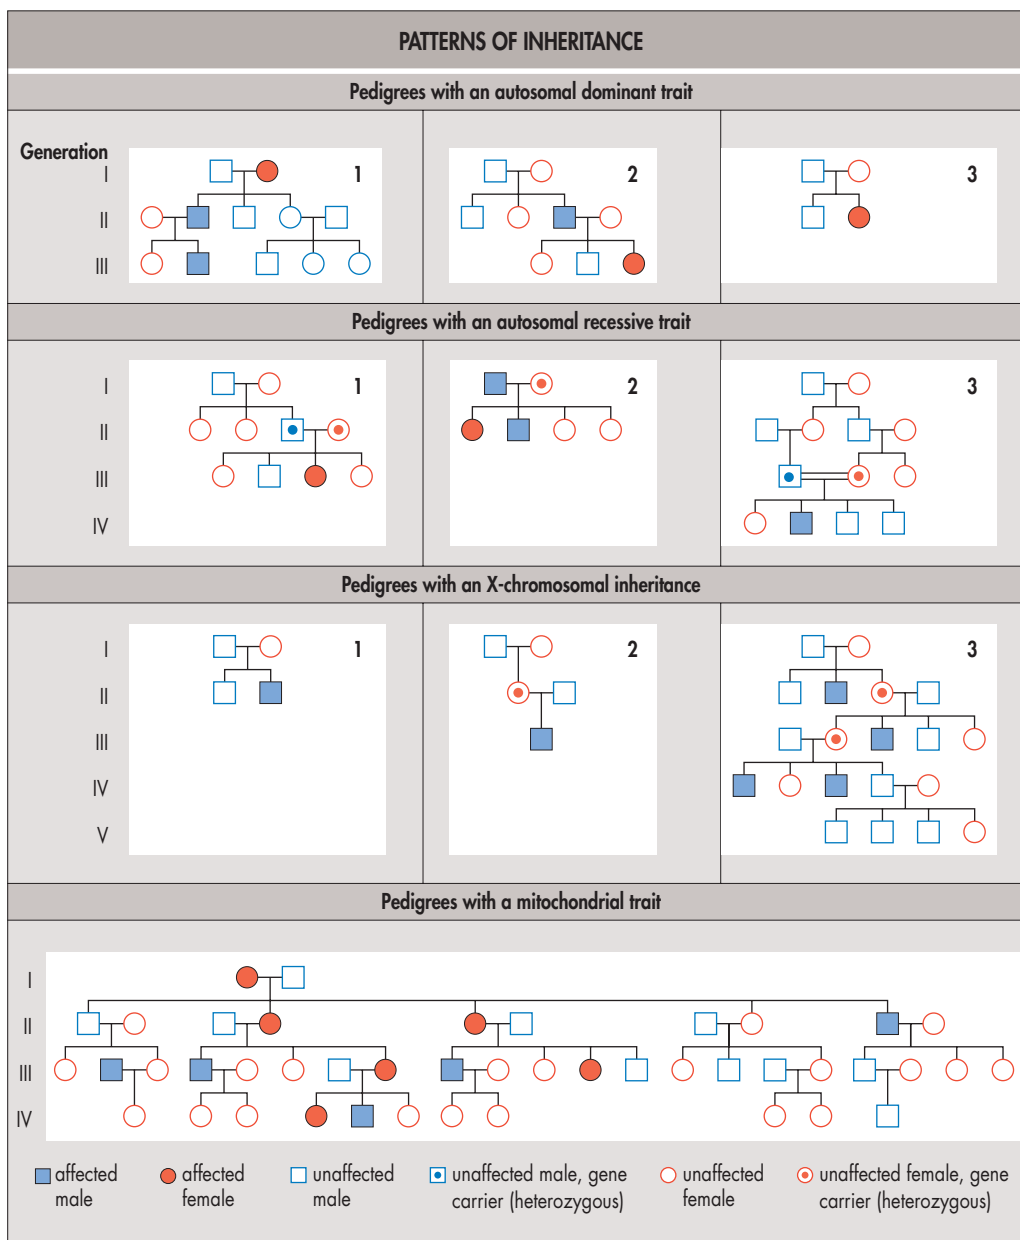 PATTERNS OF INHERITANCE
Pedigrees with an autosomal dominant trait
Generation
I
II
III
1
2
3
Pedigrees with an autosomal recessive trait
I
II
III
IV
1
2
3
Pedigrees with an X-chromosomal inheritance
I
II
III
IV
V
1
2
3
Pedigrees with a mitochondrial trait
I
II
III
IV
affected
male
affected
female
unaffected
male
unaffected male, gene
carrier (heterozygous)
unaffected
female
unaffected female, gene
carrier (heterozygous)